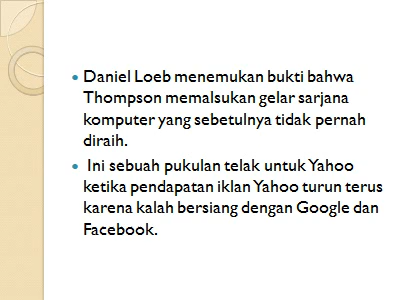 Daniel Loeb menemukan bukti bahwa
Thompson memalsukan gelar sarjana
komputer yang sebetulnya tidak pernah
diraih.
Ini sebuah pukulan telak untuk Yahoo
ketika pendapatan iklan Yahoo turun terus
karena kalah bersiang dengan Google dan
Facebook.